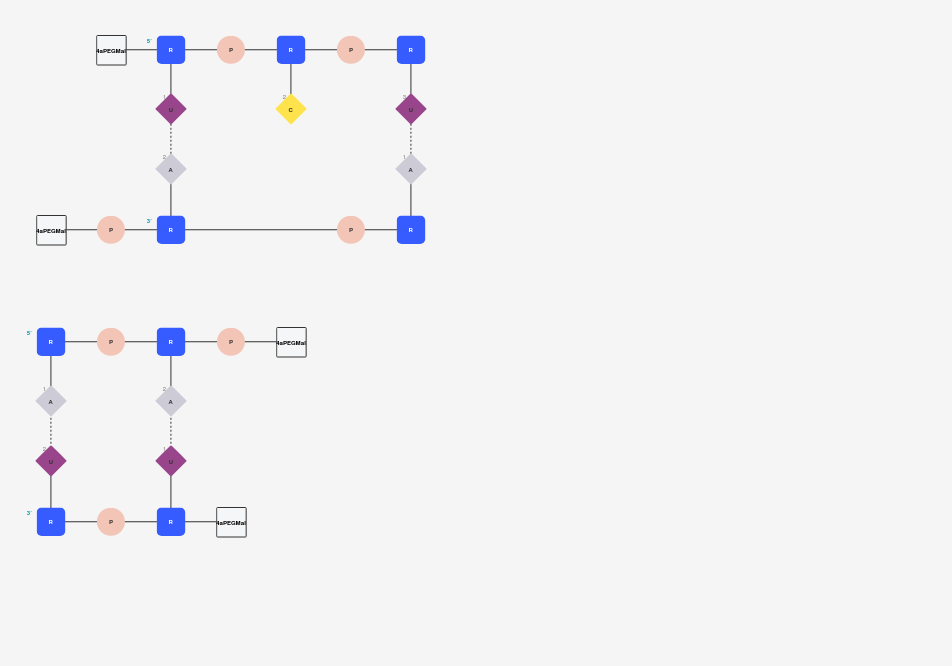 5'
4aPEGMal R P R P R
1 2 3
U C U
2 1
A A
3'
4aPEGMal P R P R
5'
R P R P 4aPEGMal
1 2
A A
2 1
U U
3'
R P R 4aPEGMal